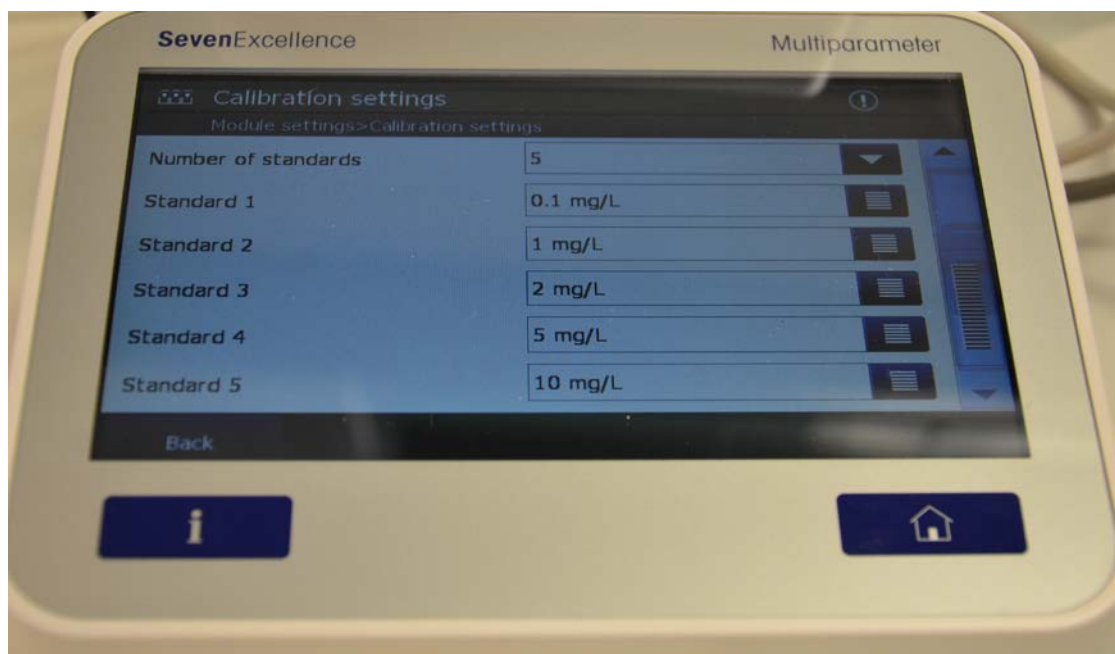 SevenExcellence Multiparameter
Calibration settings
Module settings>Calibration settings
Number of standards 5
Standard 1 0.1 mg/L
Standard 2 1 mg/L
Standard 3 2 mg/L
Standard 4 5 mg/L
Standard 5 10 mg/L
Back
i